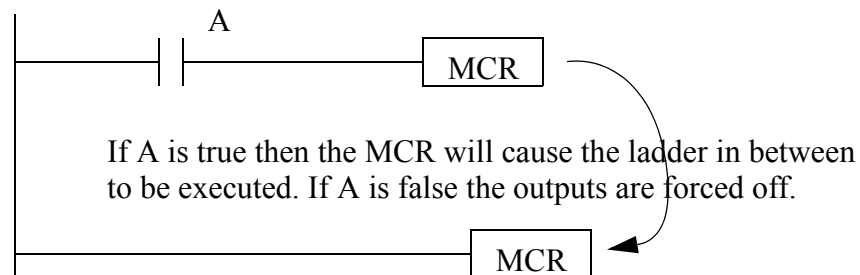 A
MCR
If A is true then the MCR will cause the ladder in between
to be executed. If A is false the outputs are forced off.
MCR